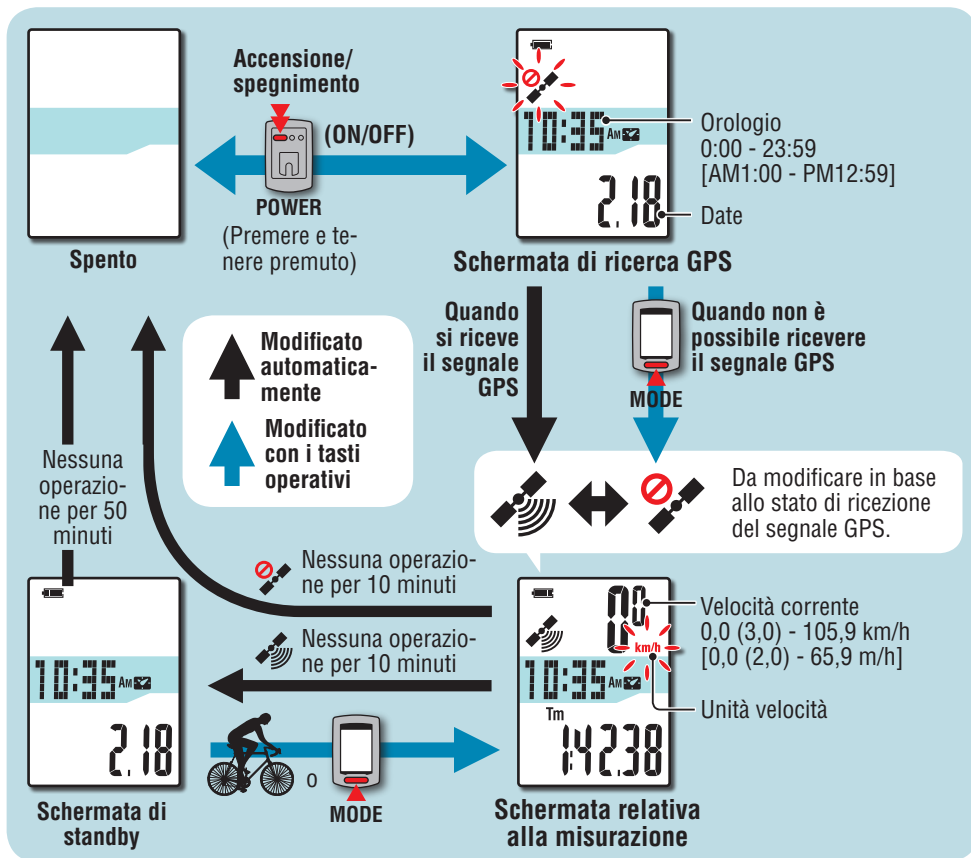 Accensione/
spegnimento
(ON/OFF)
POWER
(Premere e te-
nere premuto)
Spento
10:35 AM
2.18
Orologio
0:00 - 23:59
[AM1:00 - PM12:59]
Date
Schermata di ricerca GPS
Quando
si riceve
il segnale
GPS
MODE
Quando non è
possibile ricevere
il segnale GPS
Modificato
automatica-
mente
Modificato
con i tasti
operativi
Nessuna
operazio-
ne per 50
minuti
Da modificare in base
allo stato di ricezione
del segnale GPS.
Nessuna operazio-
ne per 10 minuti
Nessuna operazio-
ne per 10 minuti
10:35 AM
2.18
Schermata di
standby
o
MODE
00
km/h
10:35 AM
Tm
1:42.38
Velocità corrente
0,0 (3,0) - 105,9 km/h
[0,0 (2,0) - 65,9 m/h]
Unità velocità
Schermata relativa
alla misurazione